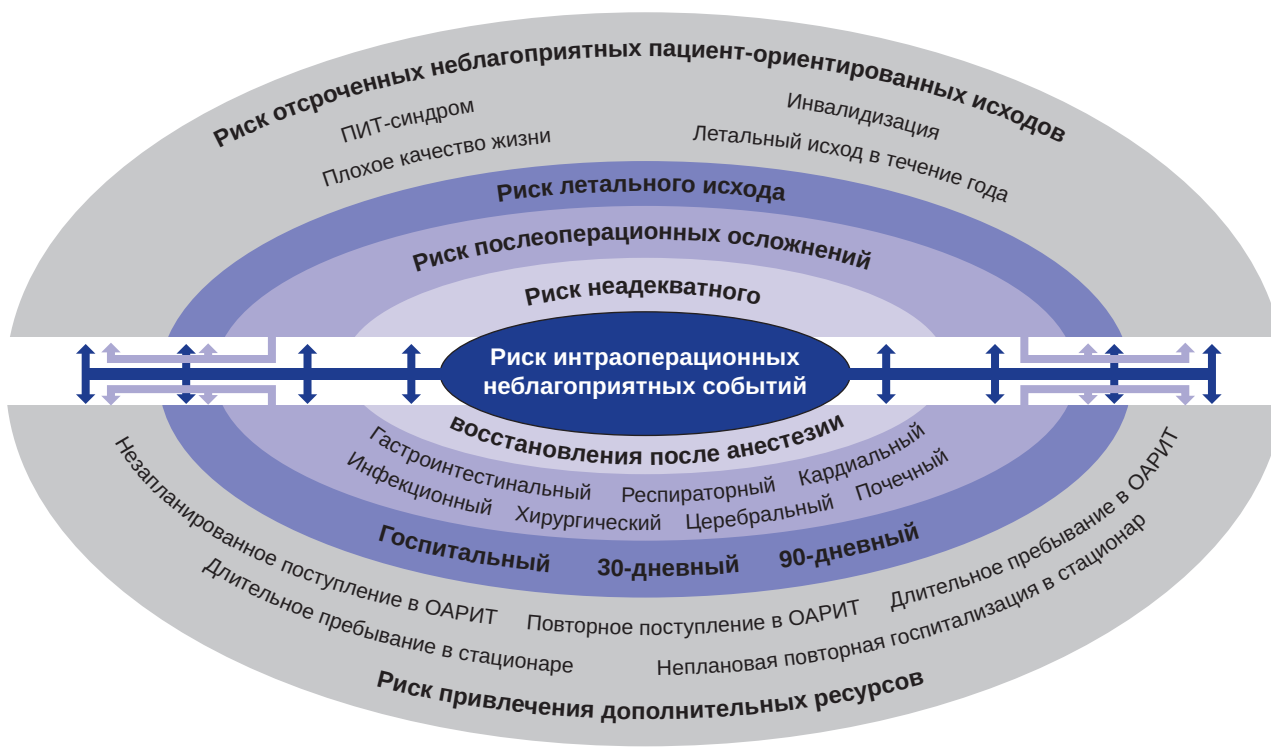 Риск отсроченных неблагоприятных пациент-ориентированных исходов
ПИТ-синдром
Инвалидизация
Плохое качество жизни
Летальный исход в течение года
Риск летального исхода
Риск послеоперационных осложнений
Риск неадекватного
Риск интраоперационных
неблагоприятных событий
восстановления после анестезии
Гастроинтестинальный
Респираторный
Кардиальный
Инфекционный
Хирургический
Церебральный
Почечный
Госпитальный
30-дневный
90-дневный
Незапланированное поступление в ОАРИТ
Повторное поступление в ОАРИТ
Длительное пребывание в ОАРИТ
Длительное пребывание в стационаре
Неплановая повторная госпитализация в стационар
Риск привлечения дополнительных ресурсов